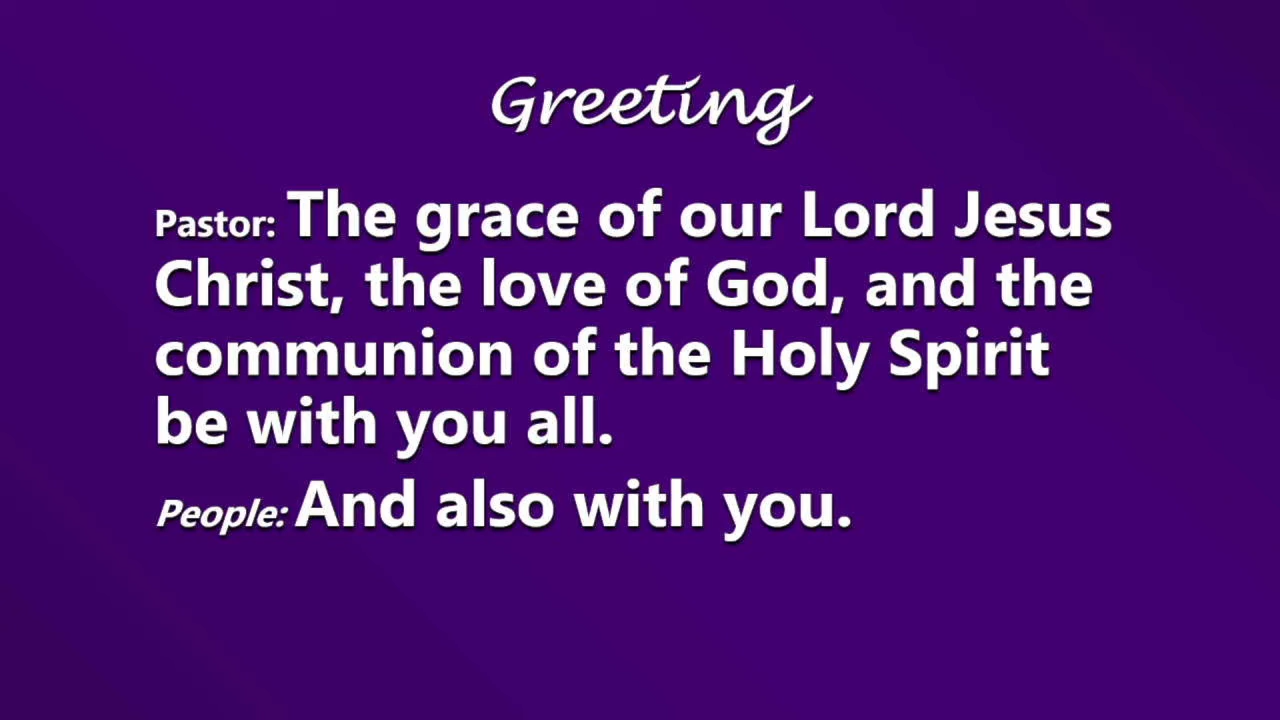 Greeting
Pastor: The grace of our Lord Jesus
Christ, the love of God, and the
communion of the Holy Spirit
be with you all.
People: And also with you.